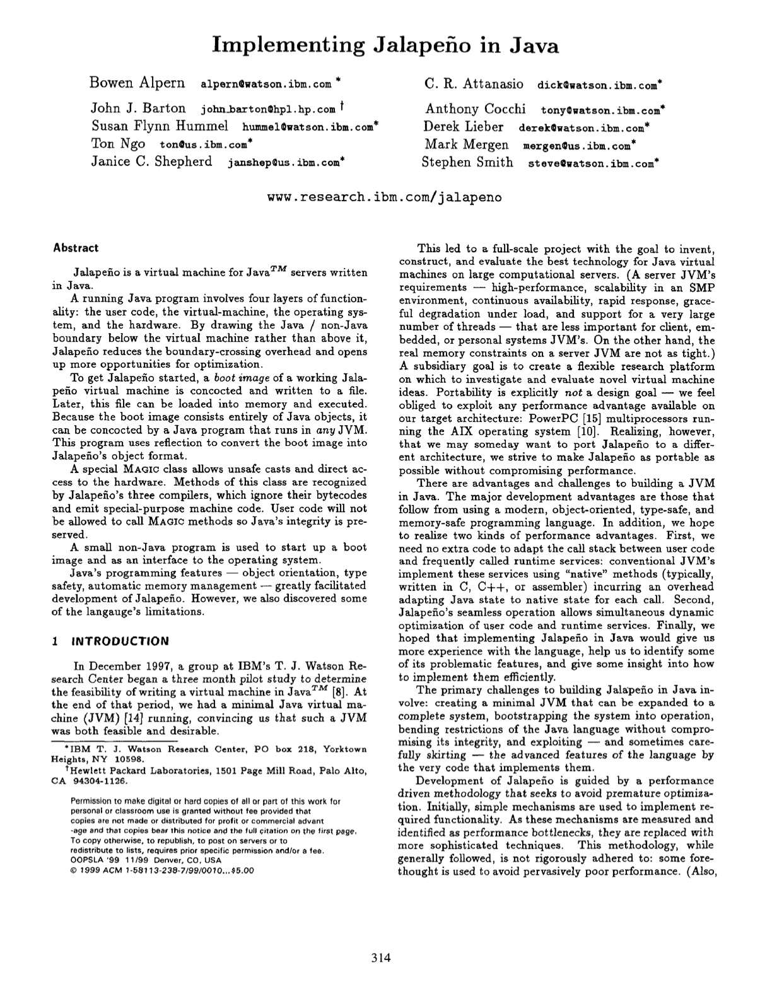 Implementing Jalapeño in Java
Bowen Alpern alpern@watson.ibm.com *
C. R. Attanasio dick@watson.ibm.com*
John J. Barton john_barton@hpl.hp.com †
Anthony Cocchi tony@watson.ibm.com*
Susan Flynn Hummel hummel@watson.ibm.com*
Derek Lieber derek@watson.ibm.com*
Ton Ngo ton@us.ibm.com*
Mark Mergen mergen@us.ibm.com*
Janice C. Shepherd janshep@us.ibm.com*
Stephen Smith steve@watson.ibm.com*
www.research.ibm.com/jalapeno
Abstract
Jalapeño is a virtual machine for Java™ servers written
in Java.
A running Java program involves four layers of function-
ality: the user code, the virtual-machine, the operating sys-
tem, and the hardware. By drawing the Java / non-Java
boundary below the virtual machine rather than above it,
Jalapeño reduces the boundary-crossing overhead and opens
up more opportunities for optimization.
To get Jalapeño started, a boot image of a working Jala-
peño virtual machine is concocted and written to a file.
Later, this file can be loaded into memory and executed.
Because the boot image consists entirely of Java objects, it
can be concocted by a Java program that runs in any JVM.
This program uses reflection to convert the boot image into
Jalapeño's object format.
A special MAGIC class allows unsafe casts and direct ac-
cess to the hardware. Methods of this class are recognized
by Jalapeño's three compilers, which ignore their bytecodes
and emit special-purpose machine code. User code will not
be allowed to call MAGIC methods so Java's integrity is pre-
served.
A small non-Java program is used to start up a boot
image and as an interface to the operating system.
Java's programming features — object orientation, type
safety, automatic memory management — greatly facilitated
development of Jalapeño. However, we also discovered some
of the langauge's limitations.
1 INTRODUCTION
In December 1997, a group at IBM's T. J. Watson Re-
search Center began a three month pilot study to determine
the feasibility of writing a virtual machine in Java™ [8]. At
the end of that period, we had a minimal Java virtual ma-
chine (JVM) [14] running, convincing us that such a JVM
was both feasible and desirable.
*IBM T. J. Watson Research Center, PO box 218, Yorktown
Heights, NY 10598.
†Hewlett Packard Laboratories, 1501 Page Mill Road, Palo Alto,
CA 94304-1126.
Permission to make digital or hard copies of all or part of this work for
personal or classroom use is granted without fee provided that
copies are not made or distributed for profit or commercial advant
-age and that copies bear this notice and the full citation on the first page.
To copy otherwise, to republish, to post on servers or to
redistribute to lists, requires prior specific permission and/or a fee.
OOPSLA '99 11/99 Denver, CO, USA
© 1999 ACM 1-58113-238-7/99/0010...$5.00
This led to a full-scale project with the goal to invent,
construct, and evaluate the best technology for Java virtual
machines on large computational servers. (A server JVM's
requirements — high-performance, scalability in an SMP
environment, continuous availability, rapid response, grace-
ful degradation under load, and support for a very large
number of threads — that are less important for client, em-
bedded, or personal systems JVM's. On the other hand, the
real memory constraints on a server JVM are not as tight.)
A subsidiary goal is to create a flexible research platform
on which to investigate and evaluate novel virtual machine
ideas. Portability is explicitly not a design goal — we feel
obliged to exploit any performance advantage available on
our target architecture: PowerPC [15] multiprocessors run-
ning the AIX operating system [10]. Realizing, however,
that we may someday want to port Jalapeño to a differ-
ent architecture, we strive to make Jalapeño as portable as
possible without compromising performance.
There are advantages and challenges to building a JVM
in Java. The major development advantages are those that
follow from using a modern, object-oriented, type-safe, and
memory-safe programming language. In addition, we hope
to realize two kinds of performance advantages. First, we
need no extra code to adapt the call stack between user code
and frequently called runtime services: conventional JVM's
implement these services using "native" methods (typically,
written in C, C++, or assembler) incurring an overhead
adapting Java state to native state for each call. Second,
Jalapeño's seamless operation allows simultaneous dynamic
optimization of user code and runtime services. Finally, we
hoped that implementing Jalapeño in Java would give us
more experience with the language, help us to identify some
of its problematic features, and give some insight into how
to implement them efficiently.
The primary challenges to building Jalapeño in Java in-
volve: creating a minimal JVM that can be expanded to a
complete system, bootstrapping the system into operation,
bending restrictions of the Java language without compro-
mising its integrity, and exploiting — and sometimes care-
fully skirting — the advanced features of the language by
the very code that implements them.
Development of Jalapeño is guided by a performance
driven methodology that seeks to avoid premature optimiza-
tion. Initially, simple mechanisms are used to implement re-
quired functionality. As these mechanisms are measured and
identified as performance bottlenecks, they are replaced with
more sophisticated techniques. This methodology, while
generally followed, is not rigorously adhered to: some fore-
thought is used to avoid pervasively poor performance. (Also,
314